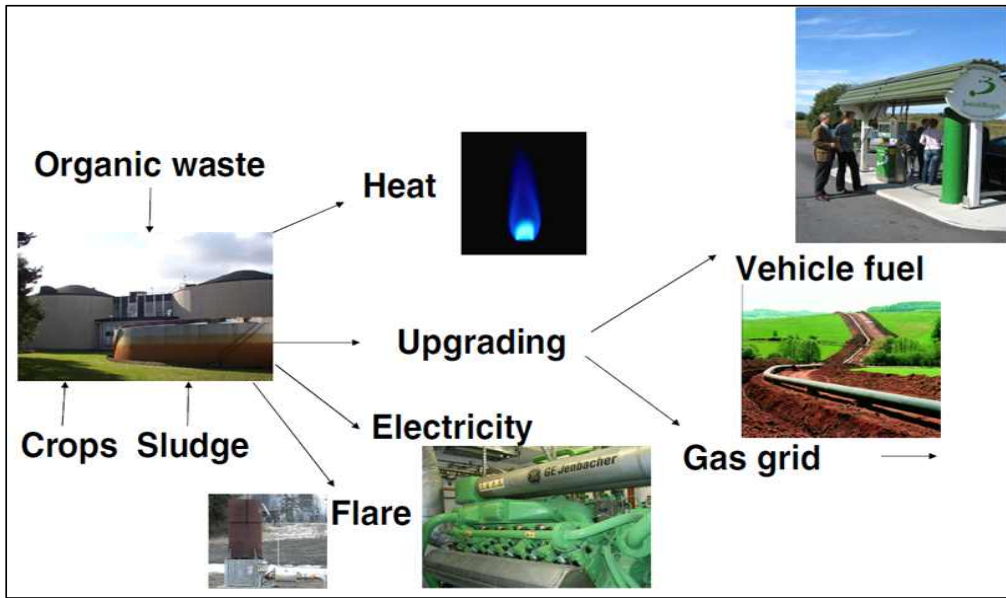 Organic waste
Heat
Vehicle fuel
Upgrading
Electricity
Crops Sludge
Gas grid
GE Jenbacher
Flare